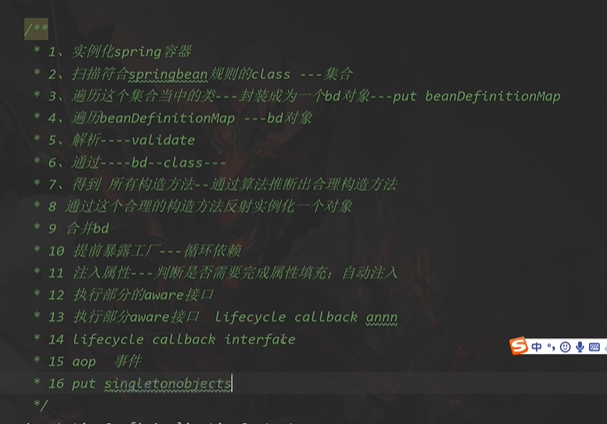 /**
* 1、实例化spring容器
* 2、扫描符合springbean规则的class ---集合
* 3、遍历这个集合当中的类---封装成为一个bd对象---put beanDefinitionMap
* 4、遍历beanDefinitionMap ---bd对象
* 5、解析----validate
* 6、通过----bd--class---
* 7、得到 所有构造方法--通过算法推断出合理构造方法
* 8 通过这个合理的构造方法反射实例化一个对象
* 9 合并bd
* 10 提前暴露工厂---循环依赖
* 11 注入属性---判断是否需要完成属性填充；自动注入
* 12 执行部分的aware接口
* 13 执行部分aware接口 lifecycle callback annn
* 14 lifecycle callback interfate
* 15 aop 事件
* 16 put singletonobjects
*/
S 中